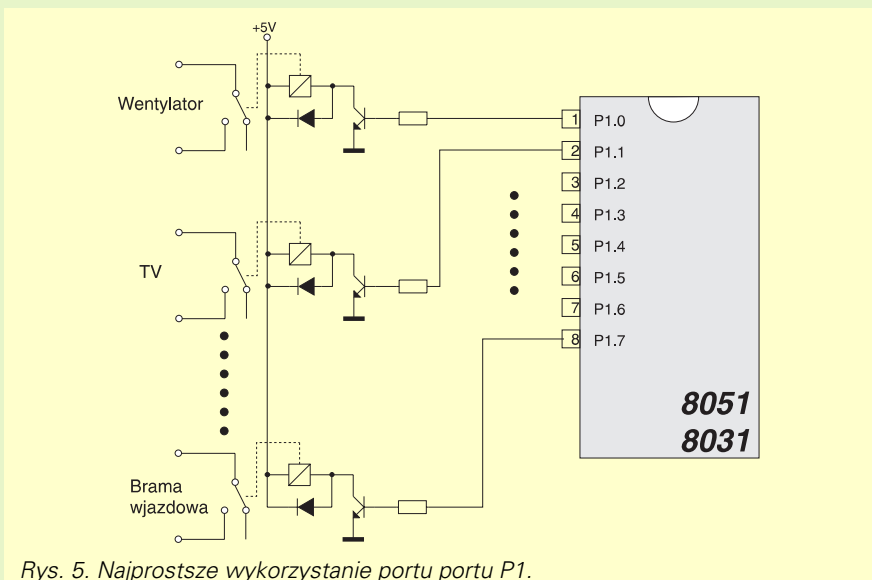 +5V
Wentylator
TV
Brama
wjazdowa
1 P1.0
2 P1.1
3 P1.2
4 P1.3
5 P1.4
6 P1.5
7 P1.6
8 P1.7
8051
8031
Rys. 5. Najprostsze wykorzystanie portu portu P1.